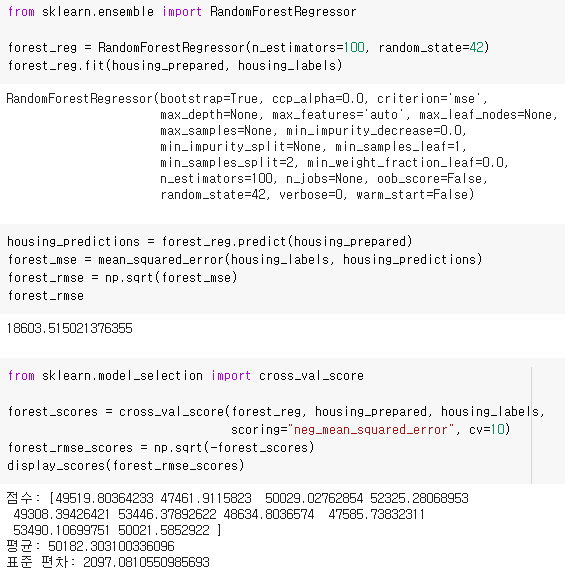 from sklearn.ensemble import RandomForestRegressor
forest_reg = RandomForestRegressor(n_estimators=100, random_state=42)
forest_reg.fit(housing_prepared, housing_labels)
RandomForestRegressor(bootstrap=True, ccp_alpha=0.0, criterion='mse',
max_depth=None, max_features='auto', max_leaf_nodes=None,
max_samples=None, min_impurity_decrease=0.0,
min_impurity_split=None, min_samples_leaf=1,
min_samples_split=2, min_weight_fraction_leaf=0.0,
n_estimators=100, n_jobs=None, oob_score=False,
random_state=42, verbose=0, warm_start=False)
housing_predictions = forest_reg.predict(housing_prepared)
forest_mse = mean_squared_error(housing_labels, housing_predictions)
forest_rmse = np.sqrt(forest_mse)
forest_rmse
18603.515021376355
from sklearn.model_selection import cross_val_score
forest_scores = cross_val_score(forest_reg, housing_prepared, housing_labels,
scoring="neg_mean_squared_error", cv=10)
forest_rmse_scores = np.sqrt(-forest_scores)
display_scores(forest_rmse_scores)
점수: [49519.80364233 47461.9115823 50029.02762854 52325.28068953
49308.39426421 53446.37892622 48634.8036574 47585.73832311
53490.10699751 50021.5852922 ]
평균: 50182.303100336096
표준 편차: 2097.0810550985693